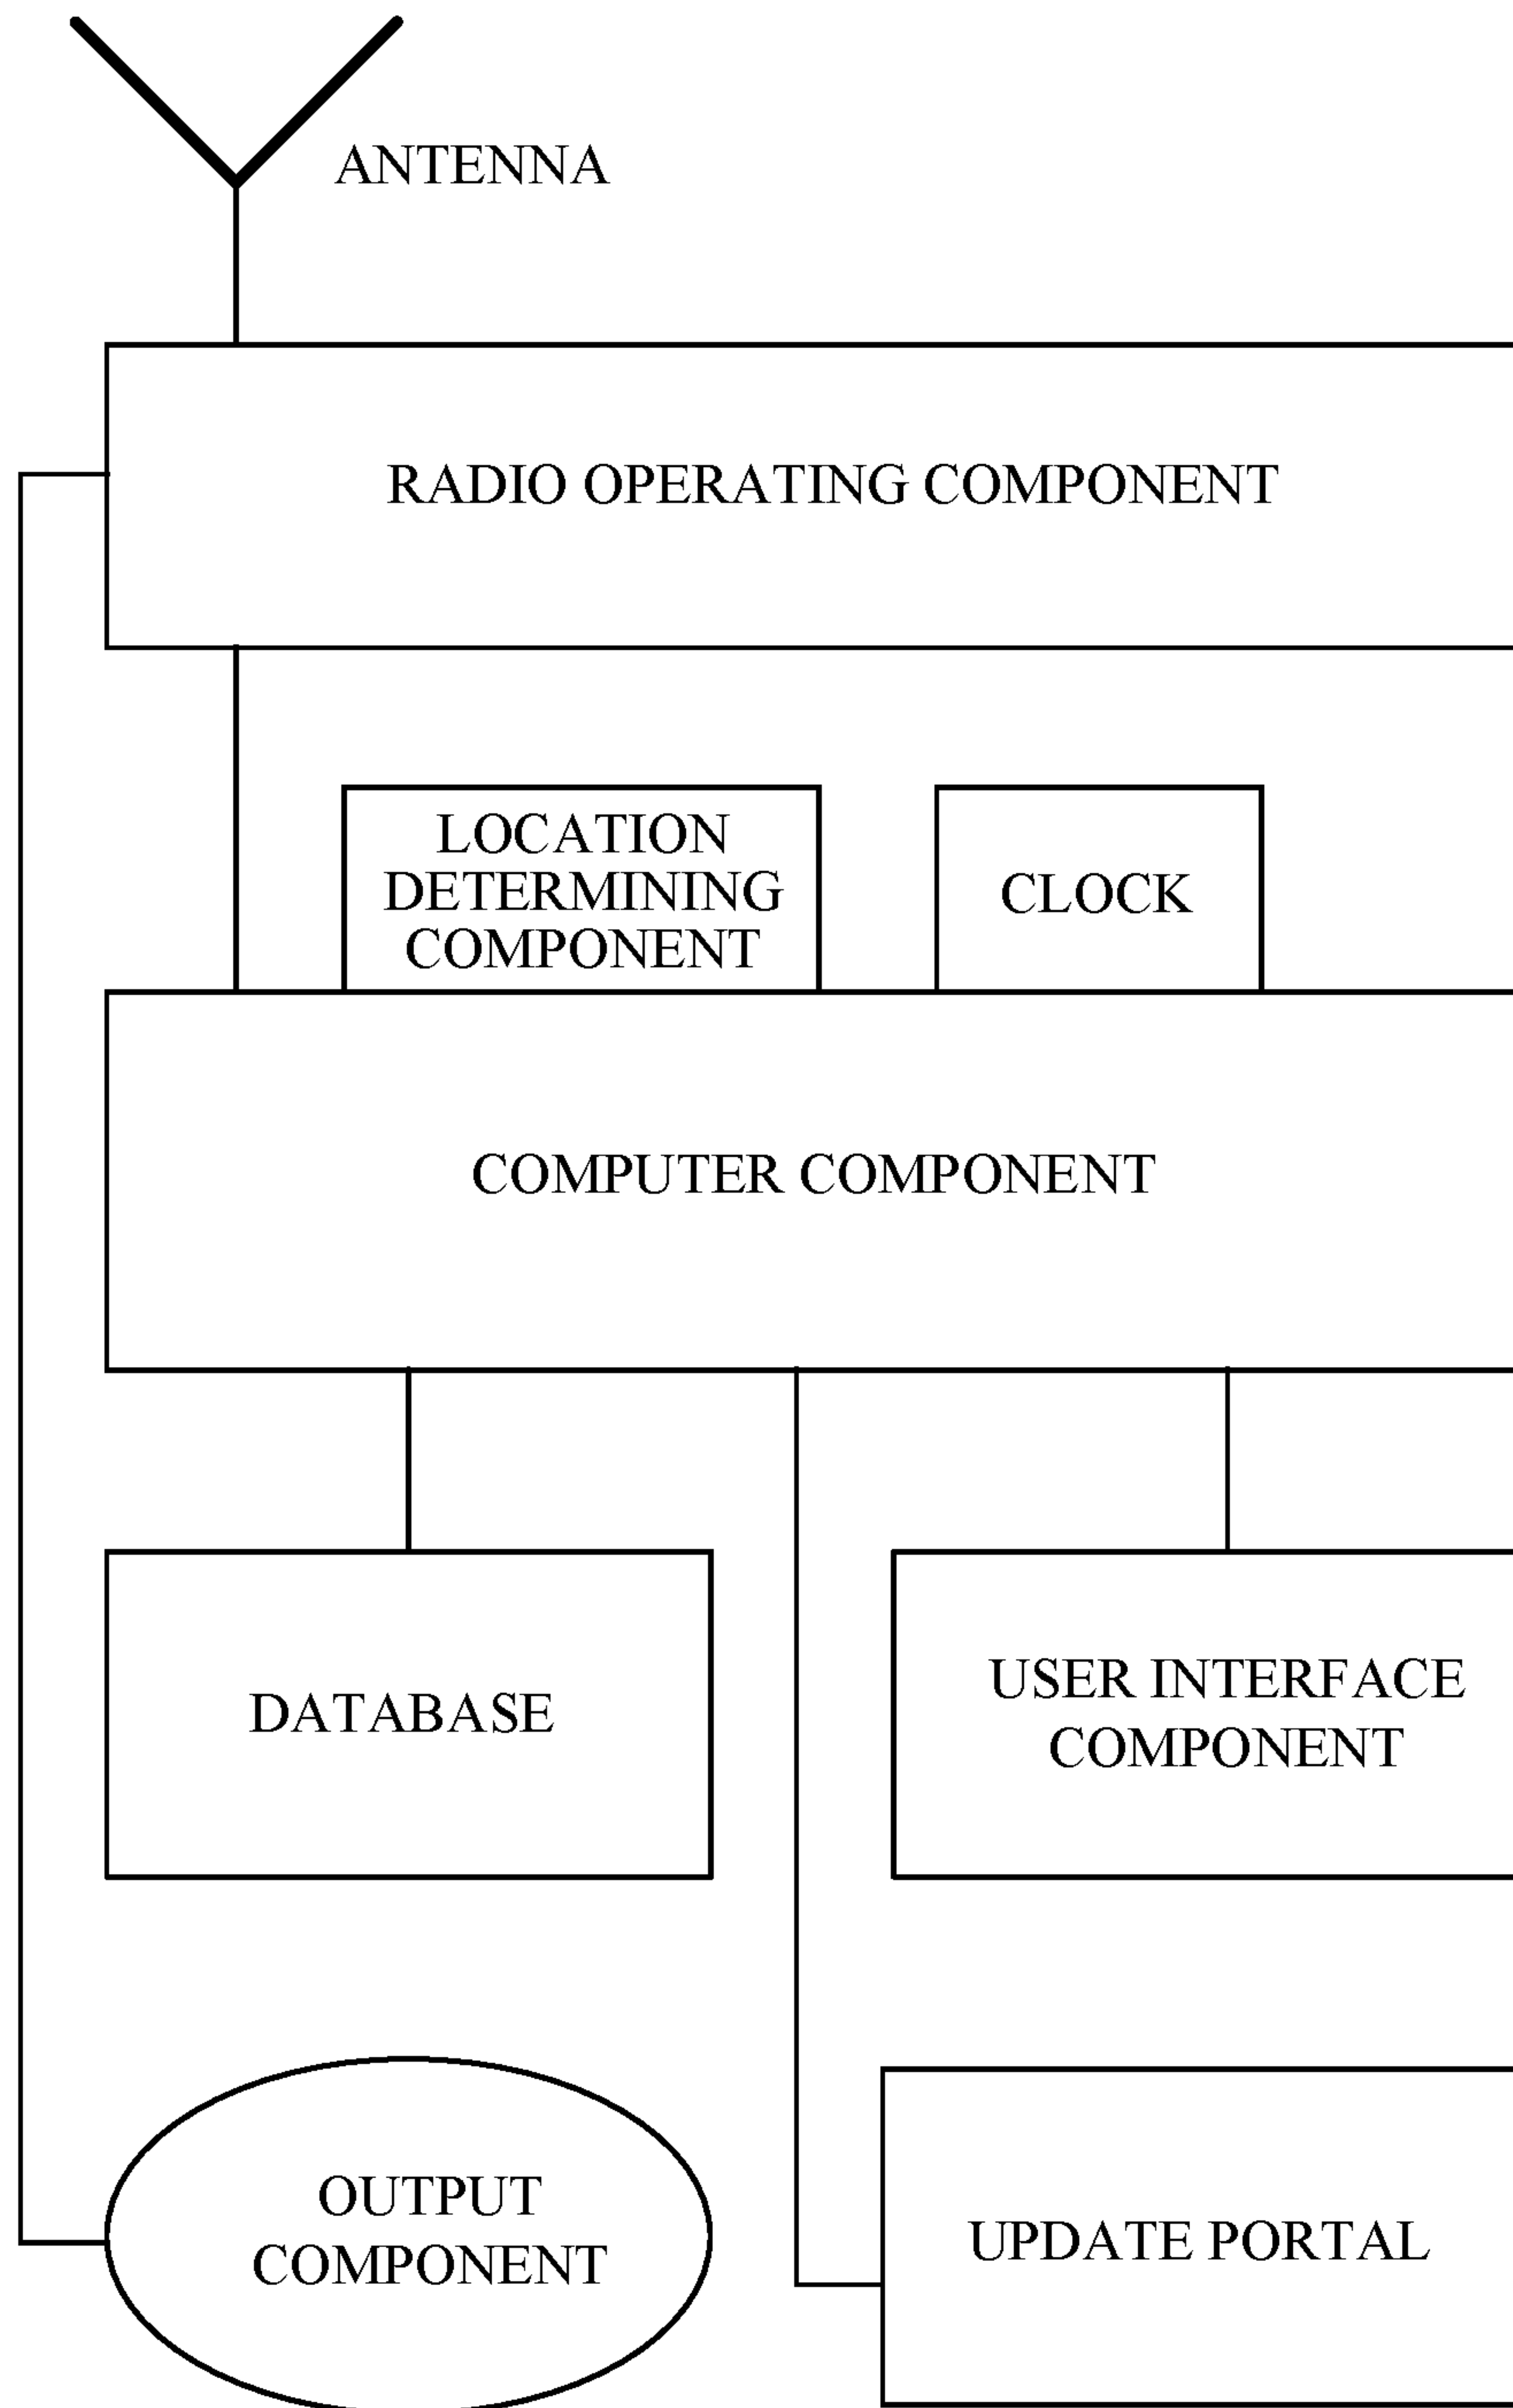 ANTENNA
RADIO OPERATING COMPONENT
LOCATION
DETERMINING
COMPONENT
CLOCK
COMPUTER COMPONENT
DATABASE
USER INTERFACE
COMPONENT
OUTPUT
COMPONENT
UPDATE PORTAL